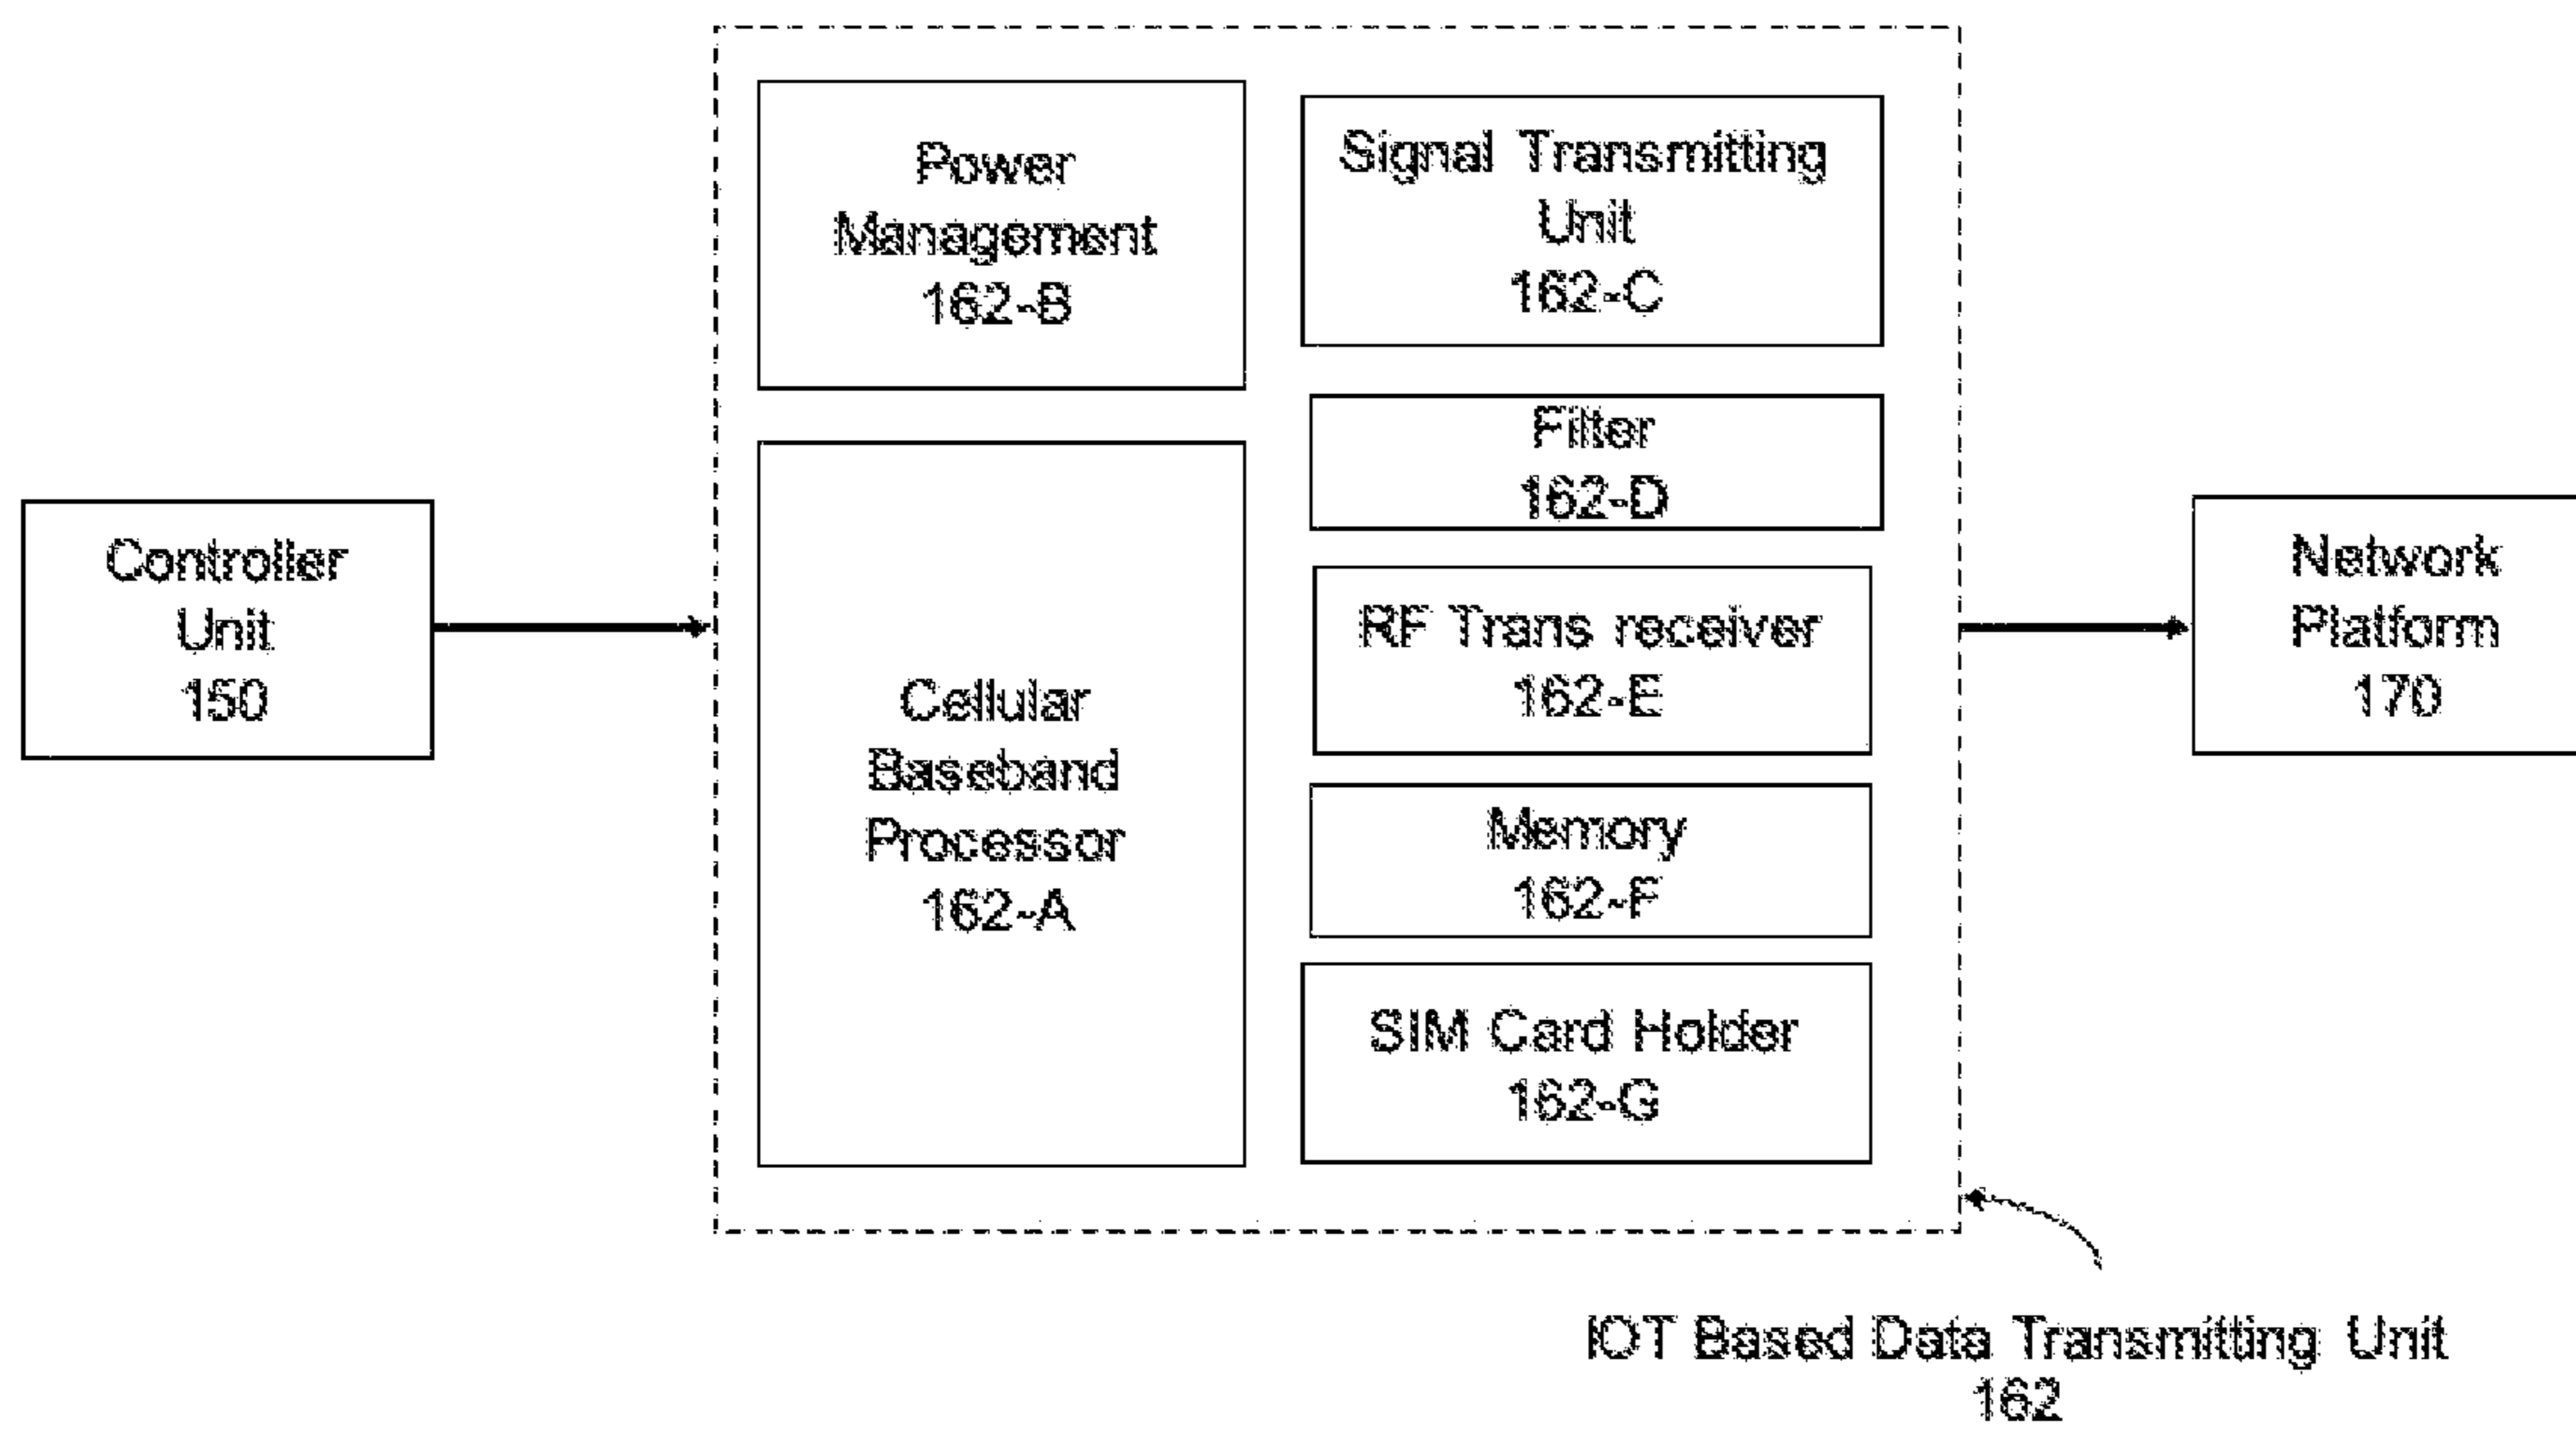 Controller
Unit
150
Power
Management
162-B
Cellular
Baseband
Processor
162-A
Signal Transmitting
Unit
162-C
Filter
162-D
RF Trans receiver
162-E
Memory
162-F
SIM Card Holder
162-G
Network
Platform
170
IOT Based Data Transmitting Unit
162